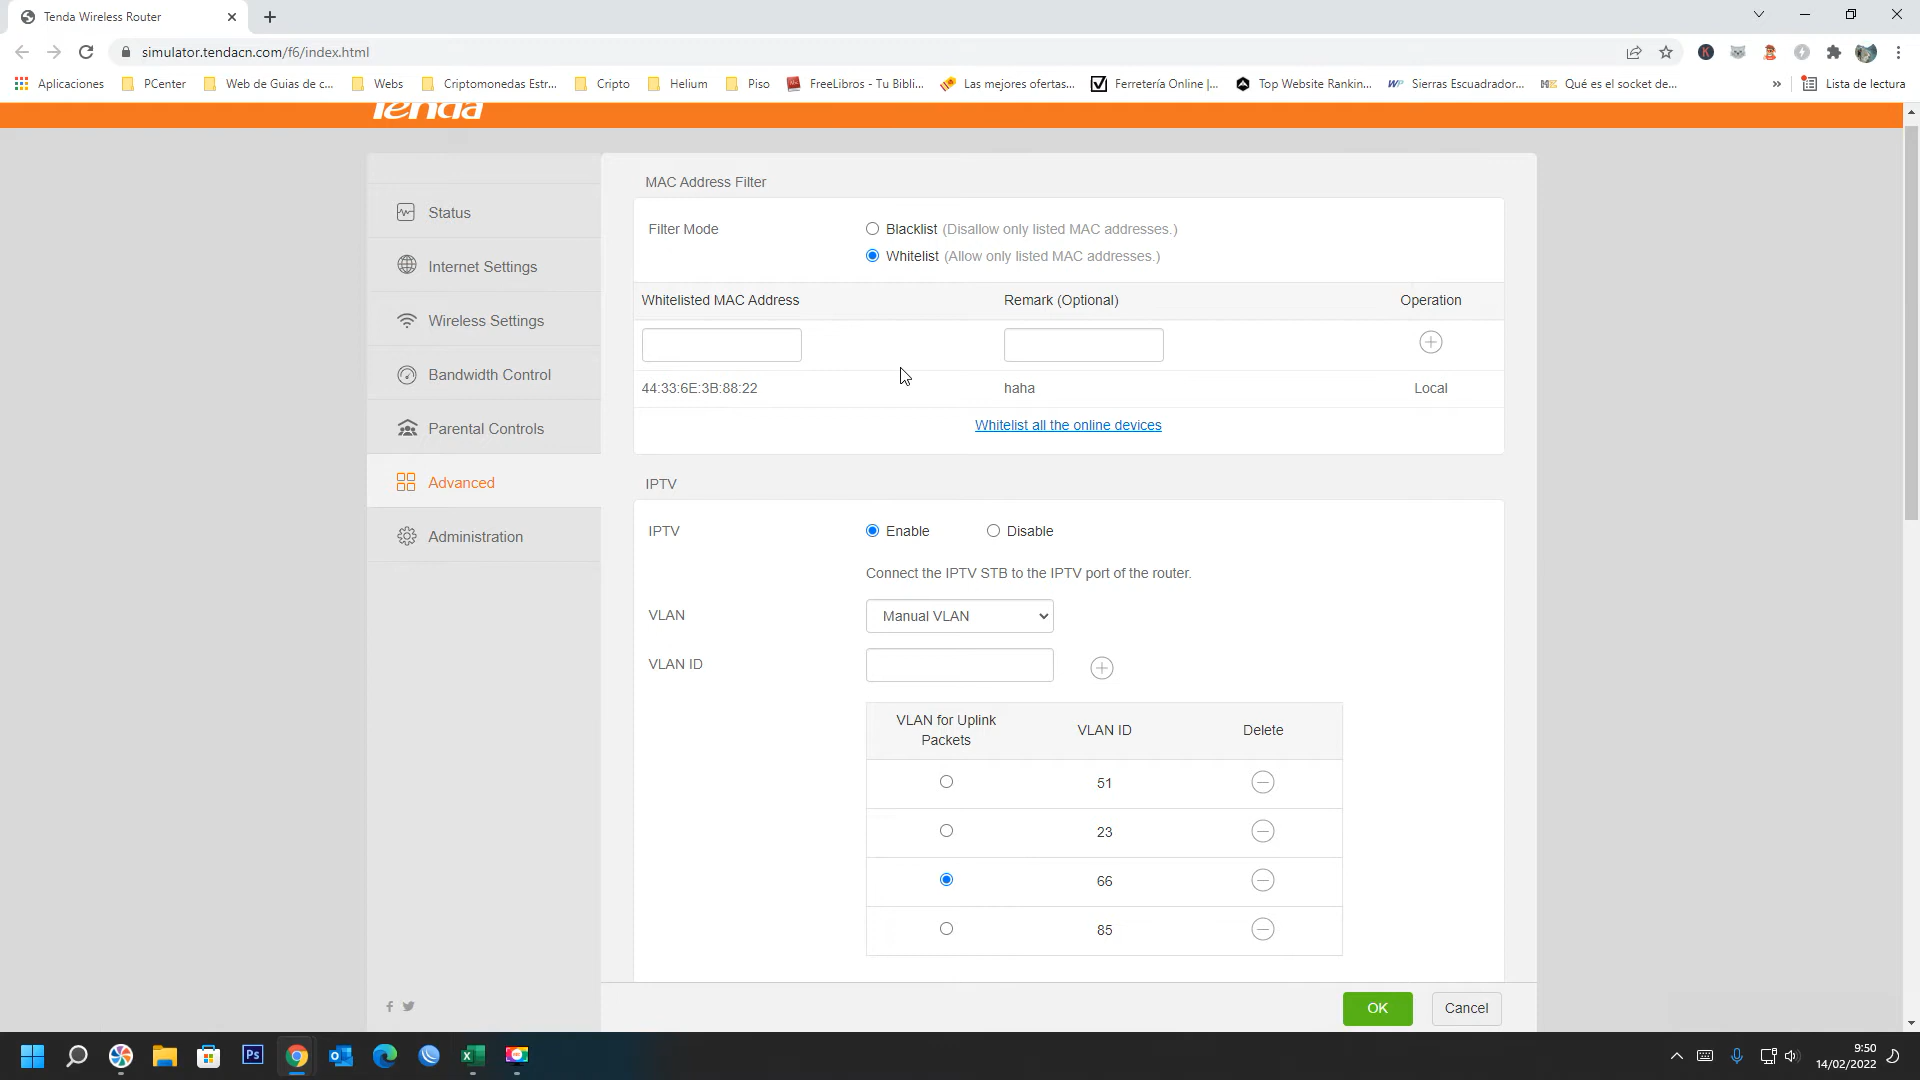 Tenda Wireless Router
simulator.tendacn.com/f6/index.html
Aplicaciones PCenter Web de Guias de c... Webs Criptomonedas Estr... Cripto Helium Piso FreeLibros - Tu Bibli... Las mejores ofertas... Ferretería Online |... Top Website Rankin... Sierras Escuadrador... Qué es el socket de... » Lista de lectura
Tenda
MAC Address Filter
Status
Filter Mode Blacklist (Disallow only listed MAC addresses.)
Whitelist (Allow only listed MAC addresses.)
Internet Settings
Whitelisted MAC Address Remark (Optional) Operation
Wireless Settings
Bandwidth Control
44:33:6E:3B:88:22 haha Local
Whitelist all the online devices
Parental Controls
Advanced
IPTV
IPTV Enable Disable
Administration
Connect the IPTV STB to the IPTV port of the router.
VLAN Manual VLAN
VLAN ID
VLAN for Uplink
Packets
VLAN ID Delete
51
23
66
85
OK Cancel
9:50
14/02/2022